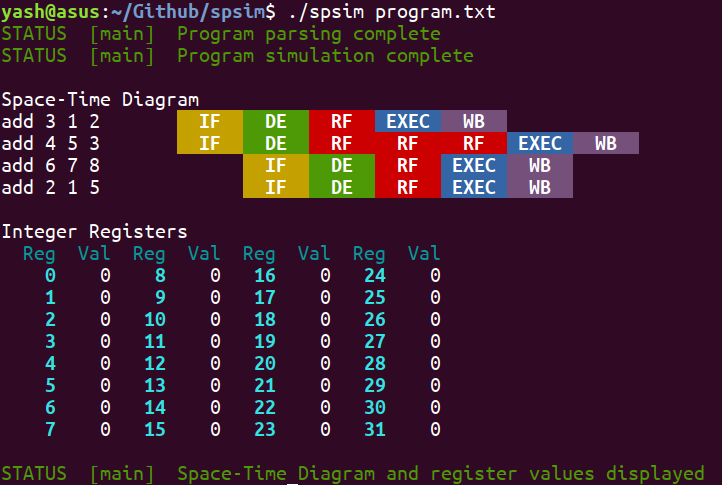 yash@asus:~/Github/spsim$ ./spsim program.txt
STATUS [main] Program parsing complete
STATUS [main] Program simulation complete
Space-Time Diagram
add 3 1 2 IF DE RF EXEC WB
add 4 5 3 IF DE RF RF RF EXEC WB
add 6 7 8 IF DE RF EXEC WB
add 2 1 5 IF DE RF EXEC WB
Integer Registers
Reg Val Reg Val Reg Val Reg Val
0 0 8 0 16 0 24 0
1 0 9 0 17 0 25 0
2 0 10 0 18 0 26 0
3 0 11 0 19 0 27 0
4 0 12 0 20 0 28 0
5 0 13 0 21 0 29 0
6 0 14 0 22 0 30 0
7 0 15 0 23 0 31 0
STATUS [main] Space-Time Diagram and register values displayed